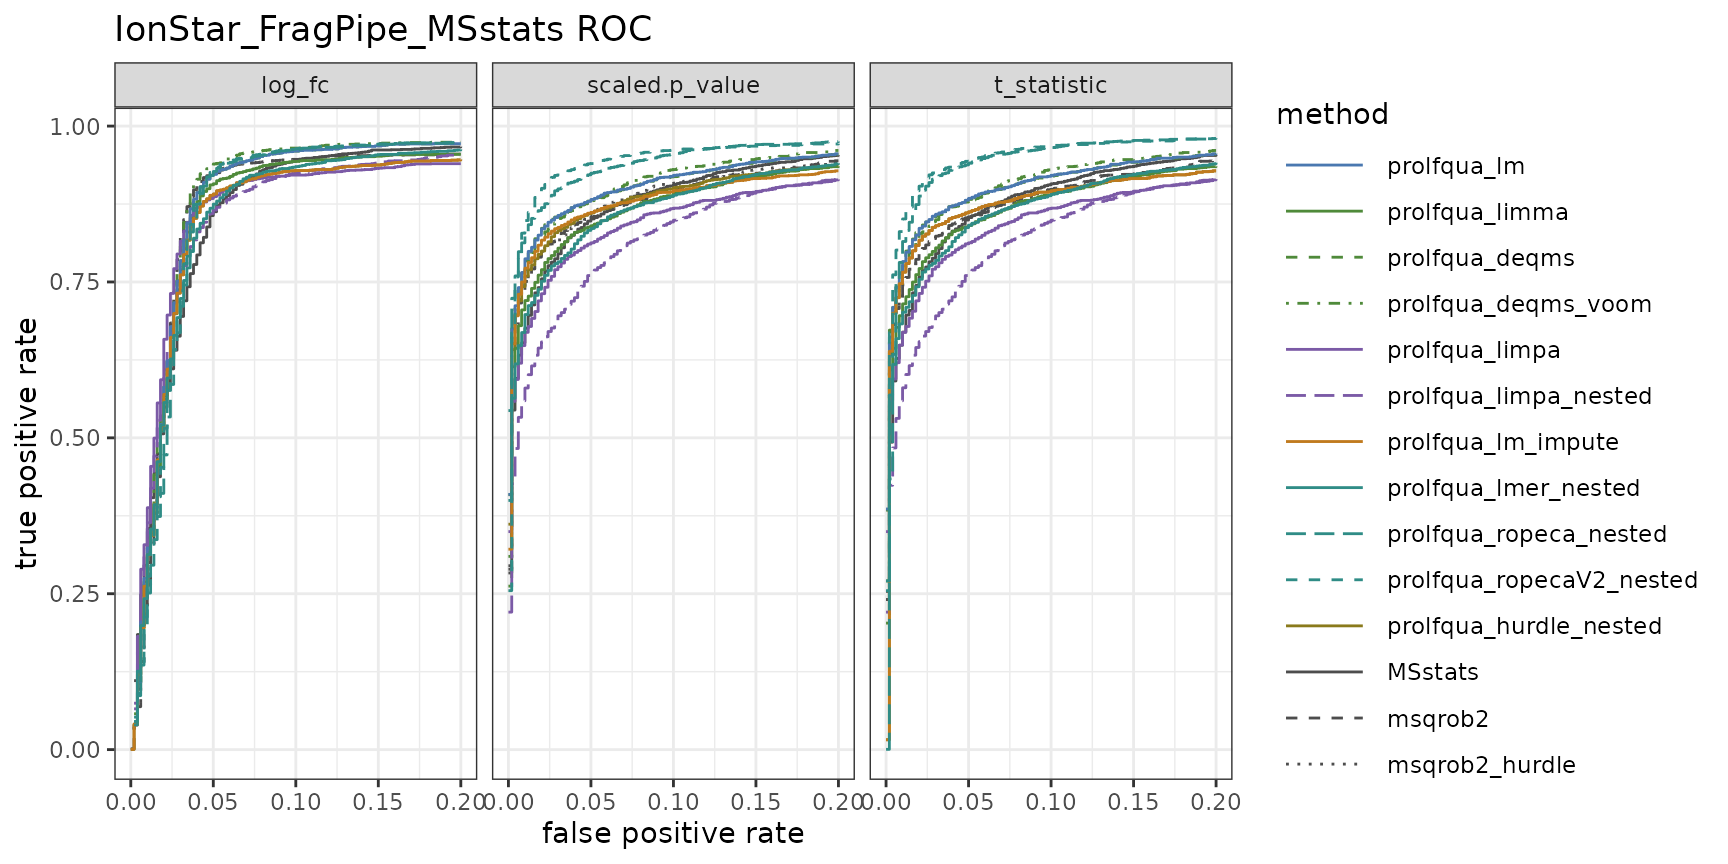 IonStar_FragPipe_MSstats ROC
log_fc
scaled.p_value
t_statistic
true positive rate
1.00
0.75
0.50
0.25
0.00
0.00 0.05 0.10 0.15 0.20
0.00 0.05 0.10 0.15 0.20
0.00 0.05 0.10 0.15 0.20
false positive rate
method
prolfqua_lm
prolfqua_limma
prolfqua_deqms
prolfqua_deqms_voom
prolfqua_limpa
prolfqua_limpa_nested
prolfqua_lm_impute
prolfqua_lmer_nested
prolfqua_ropeca_nested
prolfqua_ropecaV2_nested
prolfqua_hurdle_nested
MSstats
msqrob2
msqrob2_hurdle